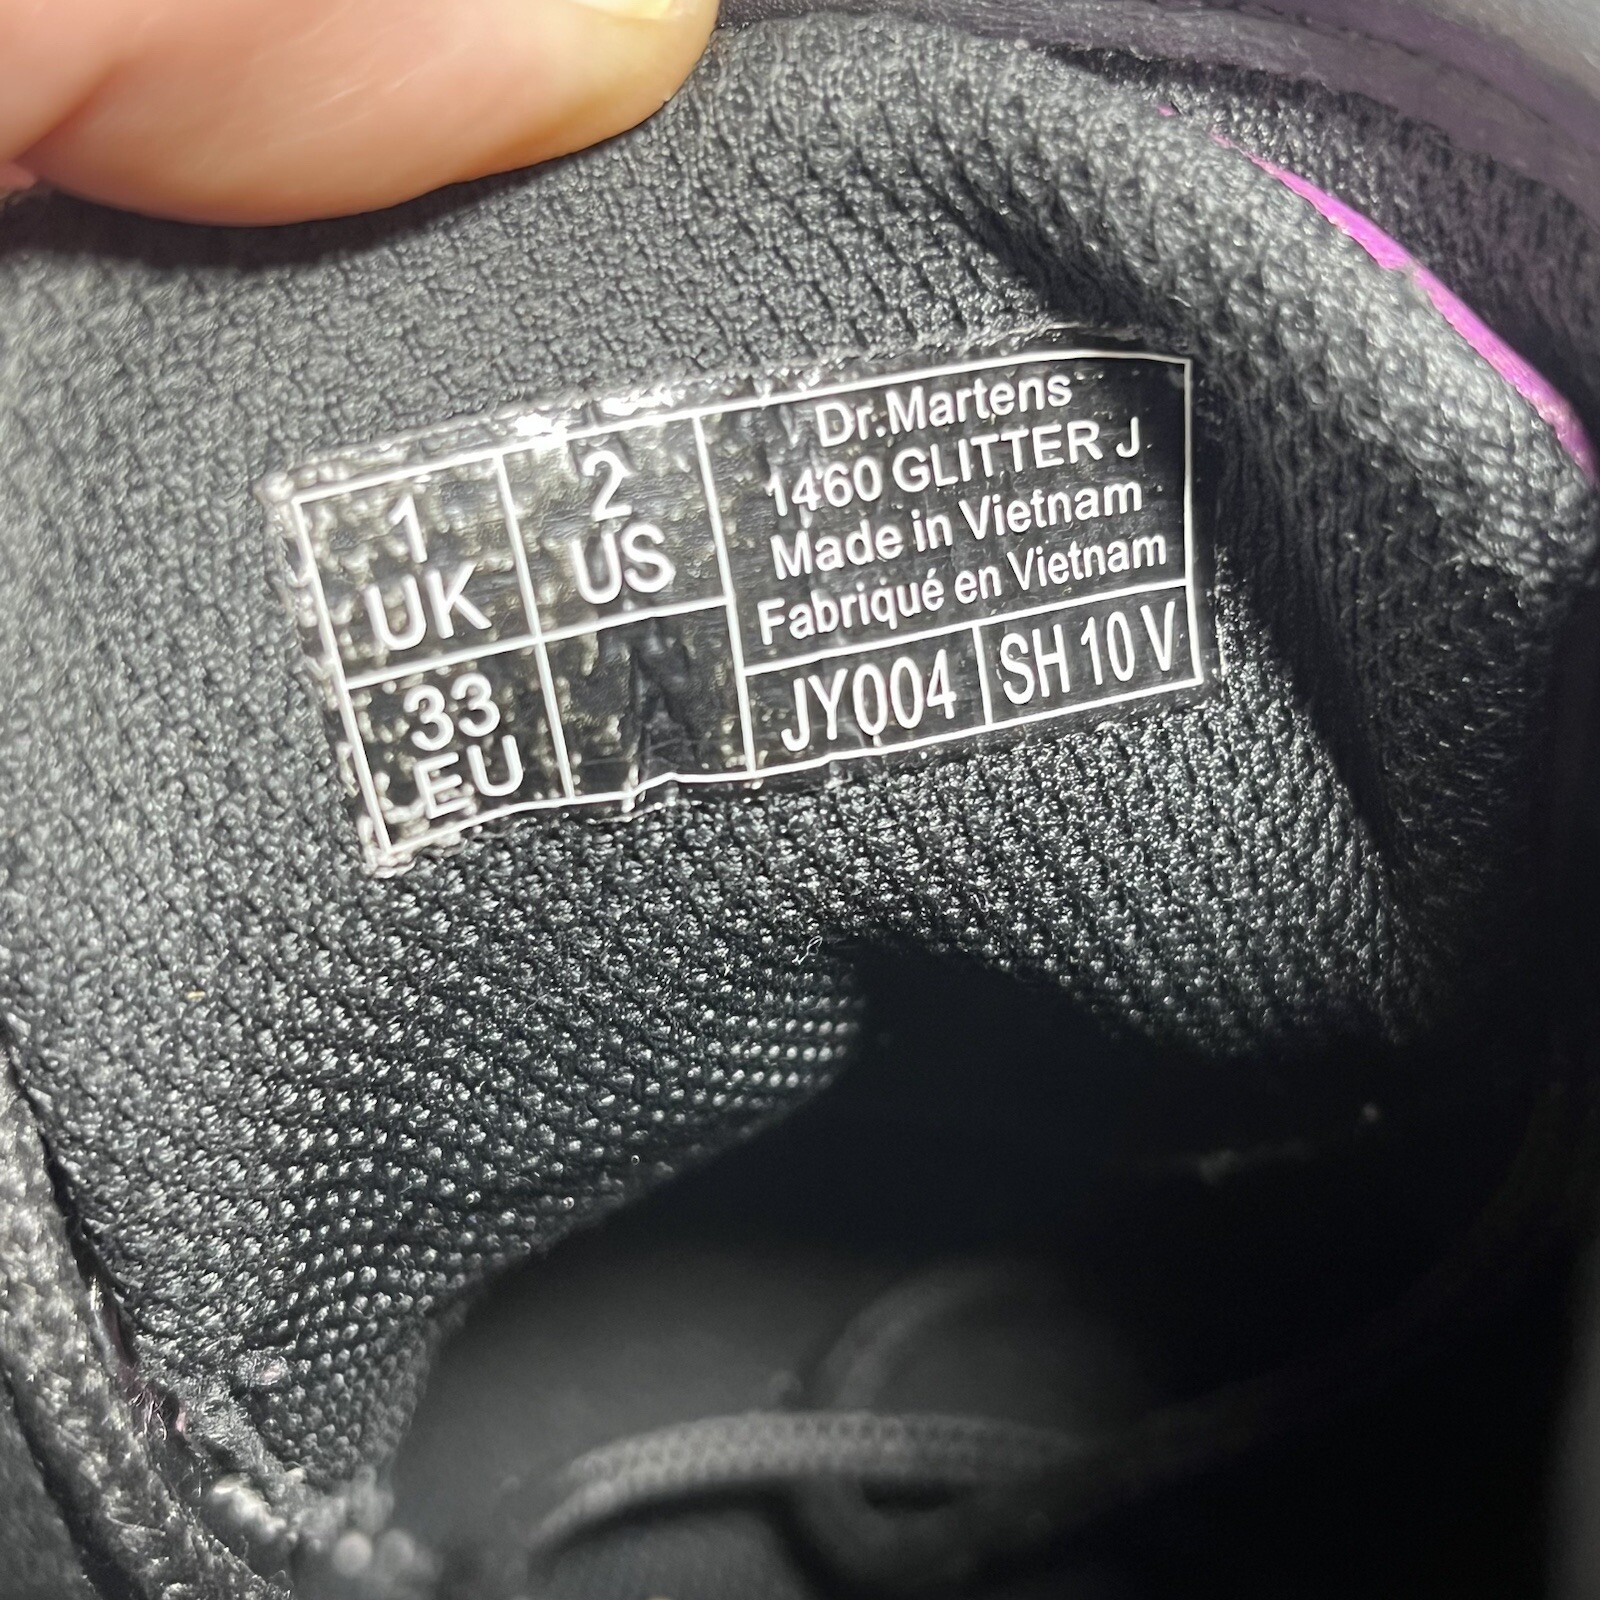 1
UK
2
US
33
EU
Dr.Martens
1460 GLITTER J
Made in Vietnam
Fabriqué en Vietnam
JY004
SH 10 V